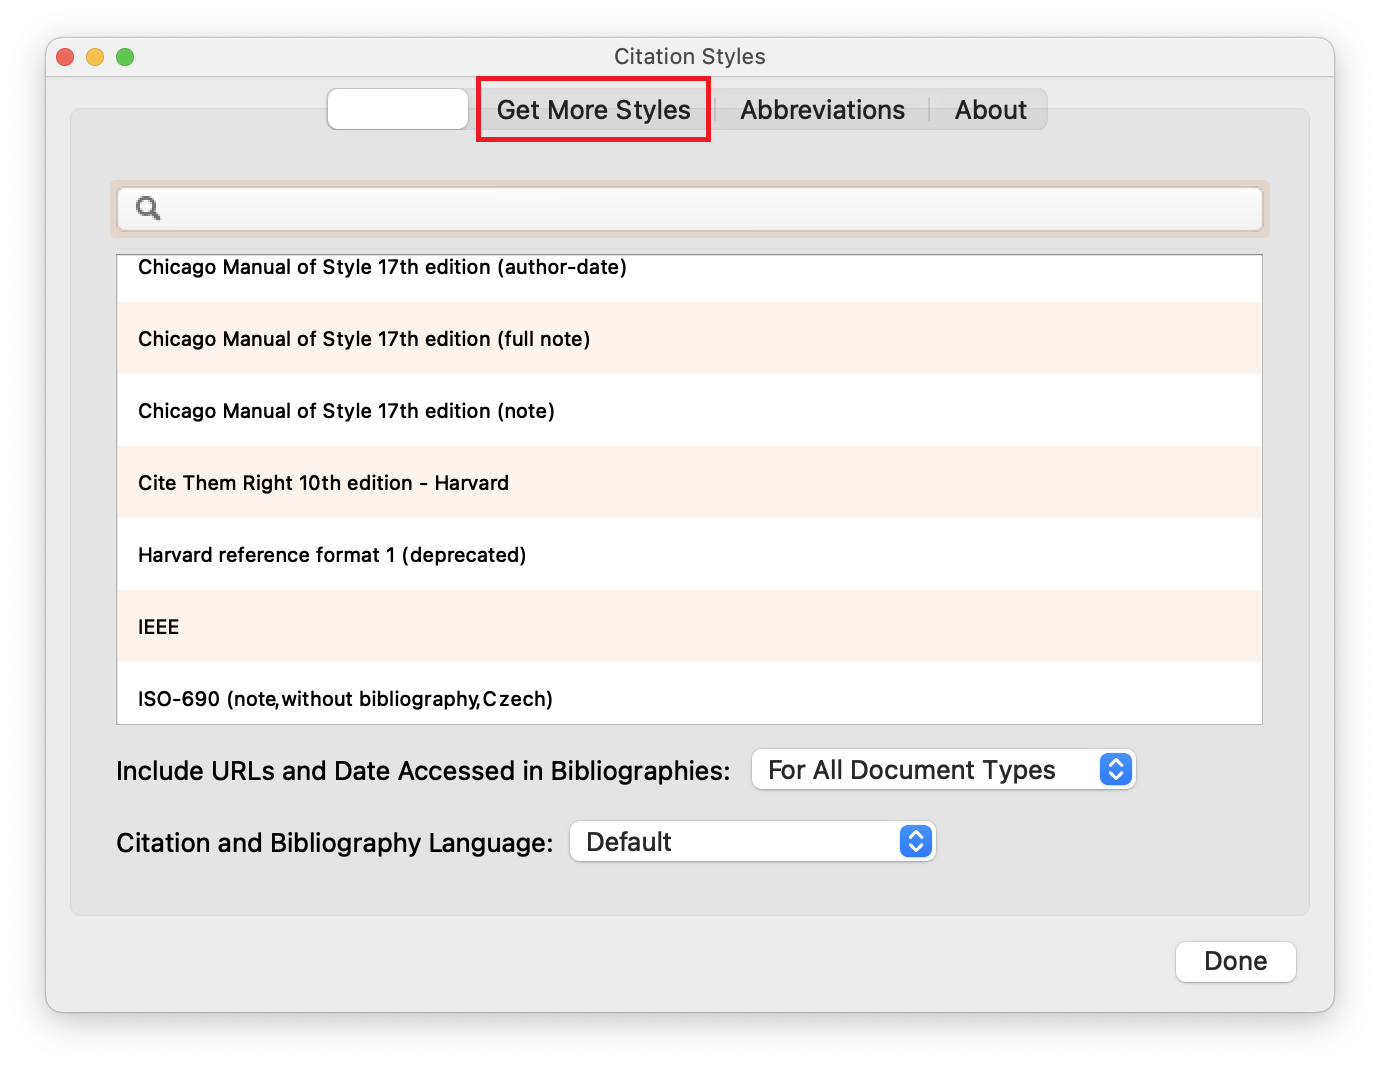 Citation Styles
Get More Styles
Abbreviations
About
Chicago Manual of Style 17th edition (author-date)
Chicago Manual of Style 17th edition (full note)
Chicago Manual of Style 17th edition (note)
Cite Them Right 10th edition - Harvard
Harvard reference format 1 (deprecated)
IEEE
ISO-690 (note,without bibliography,Czech)
Include URLs and Date Accessed in Bibliographies: For All Document Types
Citation and Bibliography Language: Default
Done